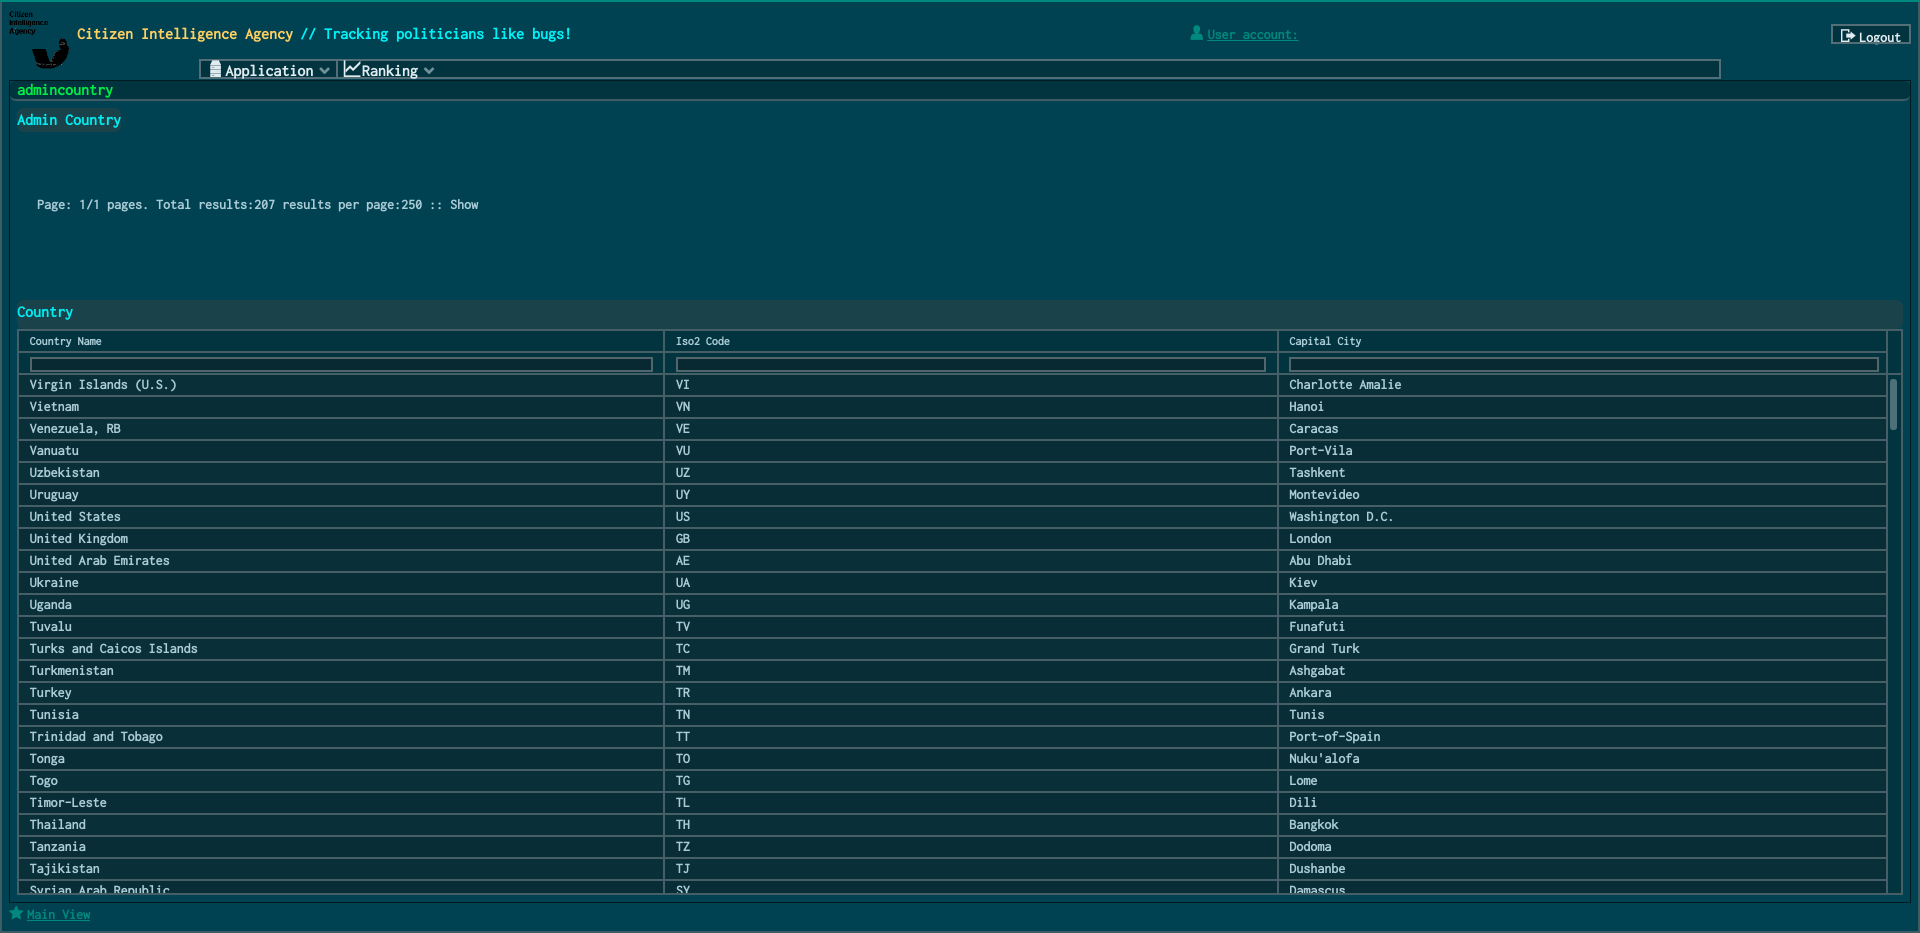 Citizen
Intelligence
Agency
Citizen Intelligence Agency // Tracking politicians like bugs!
User account:
Logout
Application
Ranking
admincountry
Admin Country
Page: 1/1 pages. Total results:207 results per page:250 :: Show
Country
Country Name Iso2 Code Capital City
Virgin Islands (U.S.) VI Charlotte Amalie
Vietnam VN Hanoi
Venezuela, RB VE Caracas
Vanuatu VU Port-Vila
Uzbekistan UZ Tashkent
Uruguay UY Montevideo
United States US Washington D.C.
United Kingdom GB London
United Arab Emirates AE Abu Dhabi
Ukraine UA Kiev
Uganda UG Kampala
Tuvalu TV Funafuti
Turks and Caicos Islands TC Grand Turk
Turkmenistan TM Ashgabat
Turkey TR Ankara
Tunisia TN Tunis
Trinidad and Tobago TT Port-of-Spain
Tonga TO Nuku'alofa
Togo TG Lome
Timor-Leste TL Dili
Thailand TH Bangkok
Tanzania TZ Dodoma
Tajikistan TJ Dushanbe
Syrian Arab Republic SY Damascus
Main View